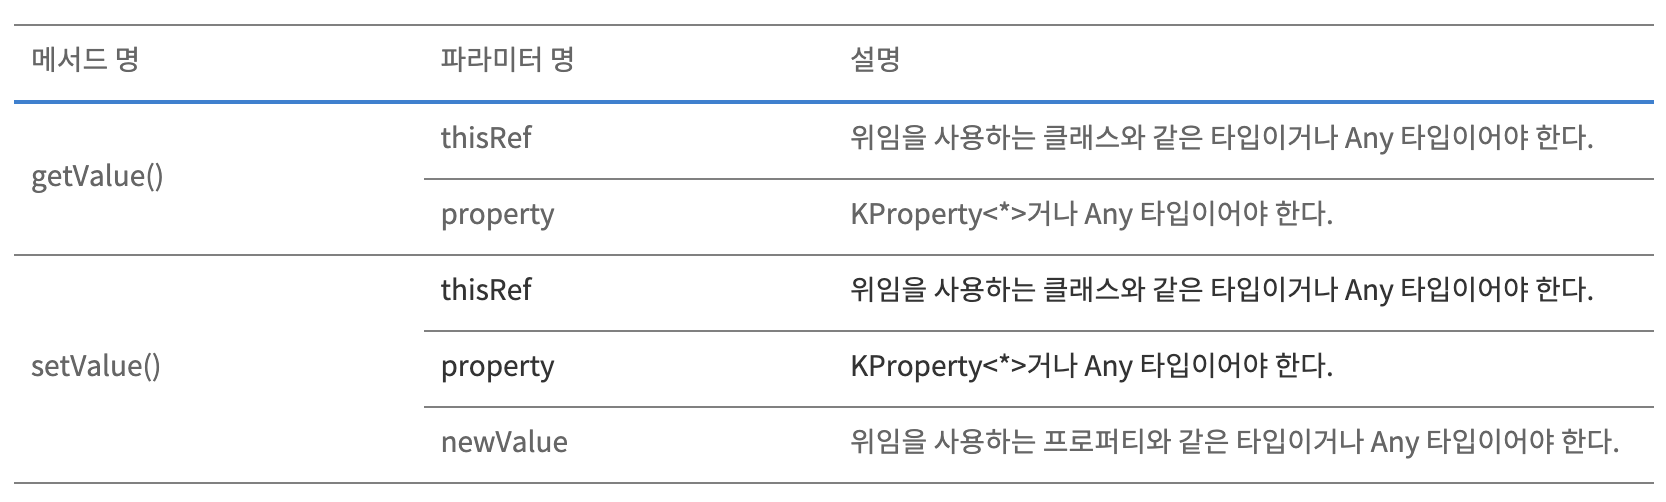 메서드 명 파라미터 명 설명
thisRef 위임을 사용하는 클래스와 같은 타입이거나 Any 타입이어야 한다.
getValue()
property KProperty<*>거나 Any 타입이어야 한다.
thisRef 위임을 사용하는 클래스와 같은 타입이거나 Any 타입이어야 한다.
setValue() property KProperty<*>거나 Any 타입이어야 한다.
newValue 위임을 사용하는 프로퍼티와 같은 타입이거나 Any 타입이어야 한다.